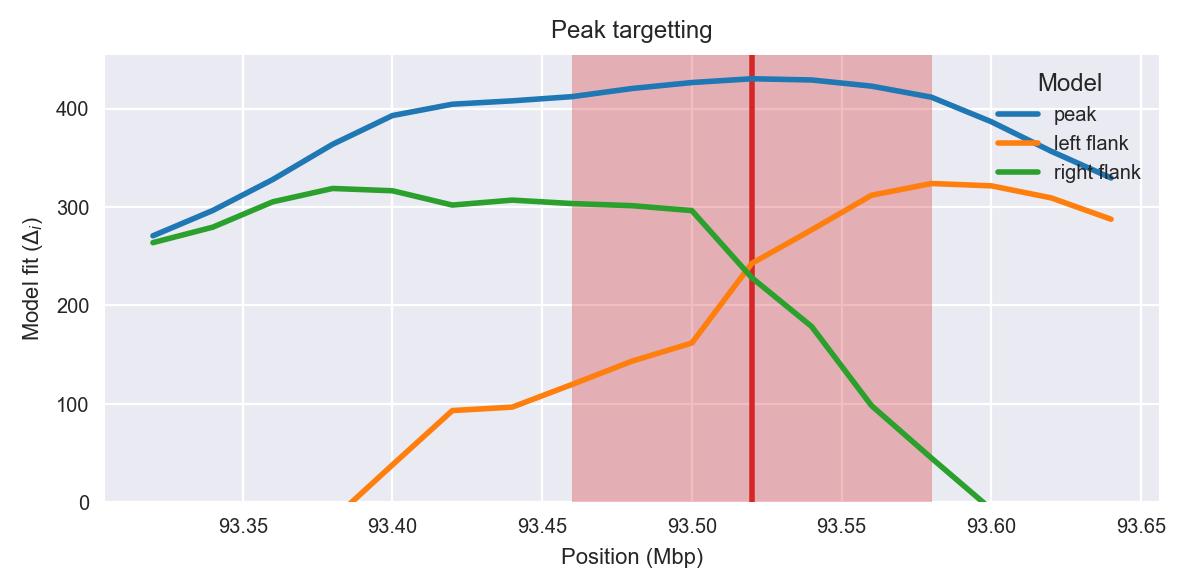 Peak targetting
Model
peak
left flank
right flank
Model fit (Δi)
400
300
200
100
0
93.35 93.40 93.45 93.50 93.55 93.60 93.65
Position (Mbp)